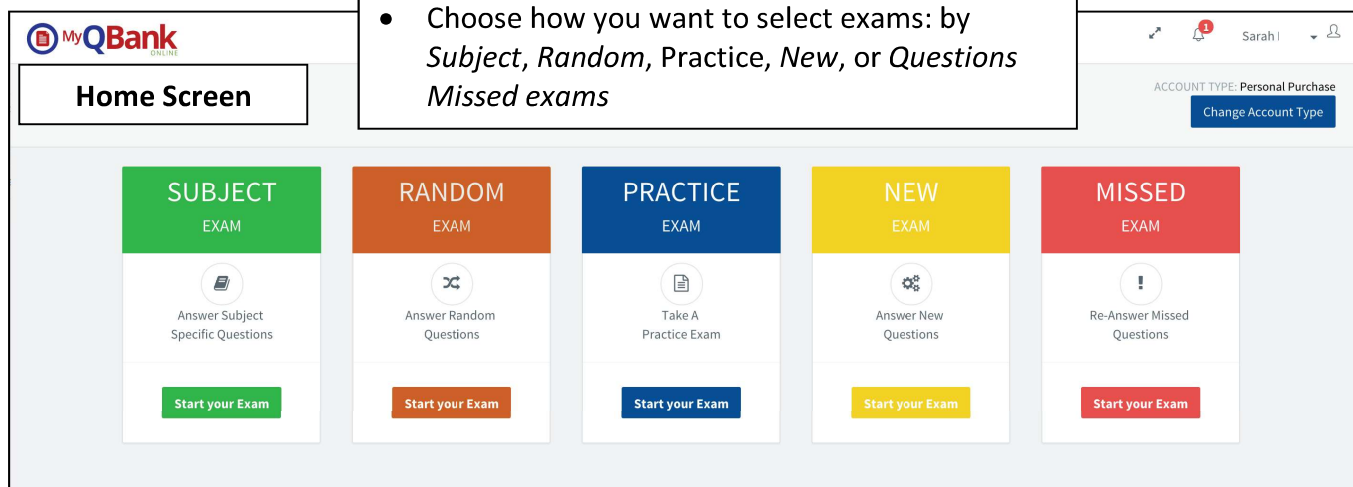 • Choose how you want to select exams: by
Subject, Random, Practice, New, or Questions
Missed exams
MyQBank
ONLINE
1
Sarah
Home Screen
ACCOUNT TYPE: Personal Purchase
Change Account Type
SUBJECT
EXAM
Answer Subject
Specific Questions
Start your Exam
RANDOM
EXAM
Answer Random
Questions
Start your Exam
PRACTICE
EXAM
Take A
Practice Exam
Start your Exam
NEW
EXAM
Answer New
Questions
Start your Exam
MISSED
EXAM
!
Re-Answer Missed
Questions
Start your Exam